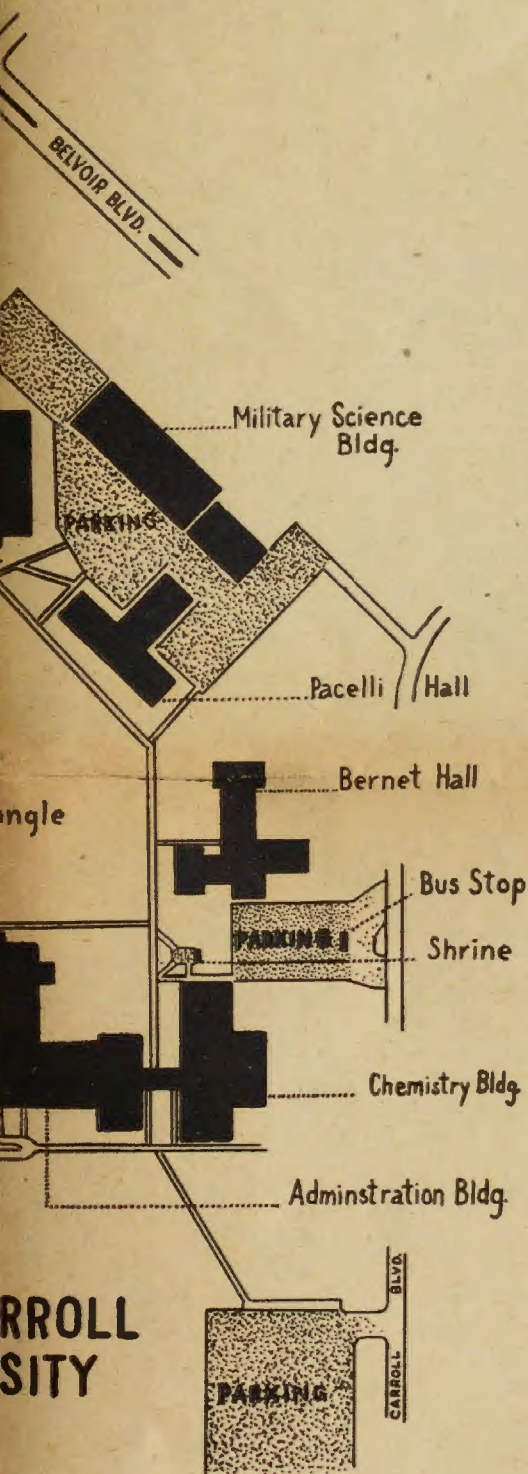 BELVOIR BLVD.
Military Science
Bldg.
PARKING
Pacelli Hall
Bernet Hall
ngle
Bus Stop
PARKING
Shrine
Chemistry Bldg.
Adminstration Bldg.
RROLL
SITY
CARROLL BLVD.
PARKING